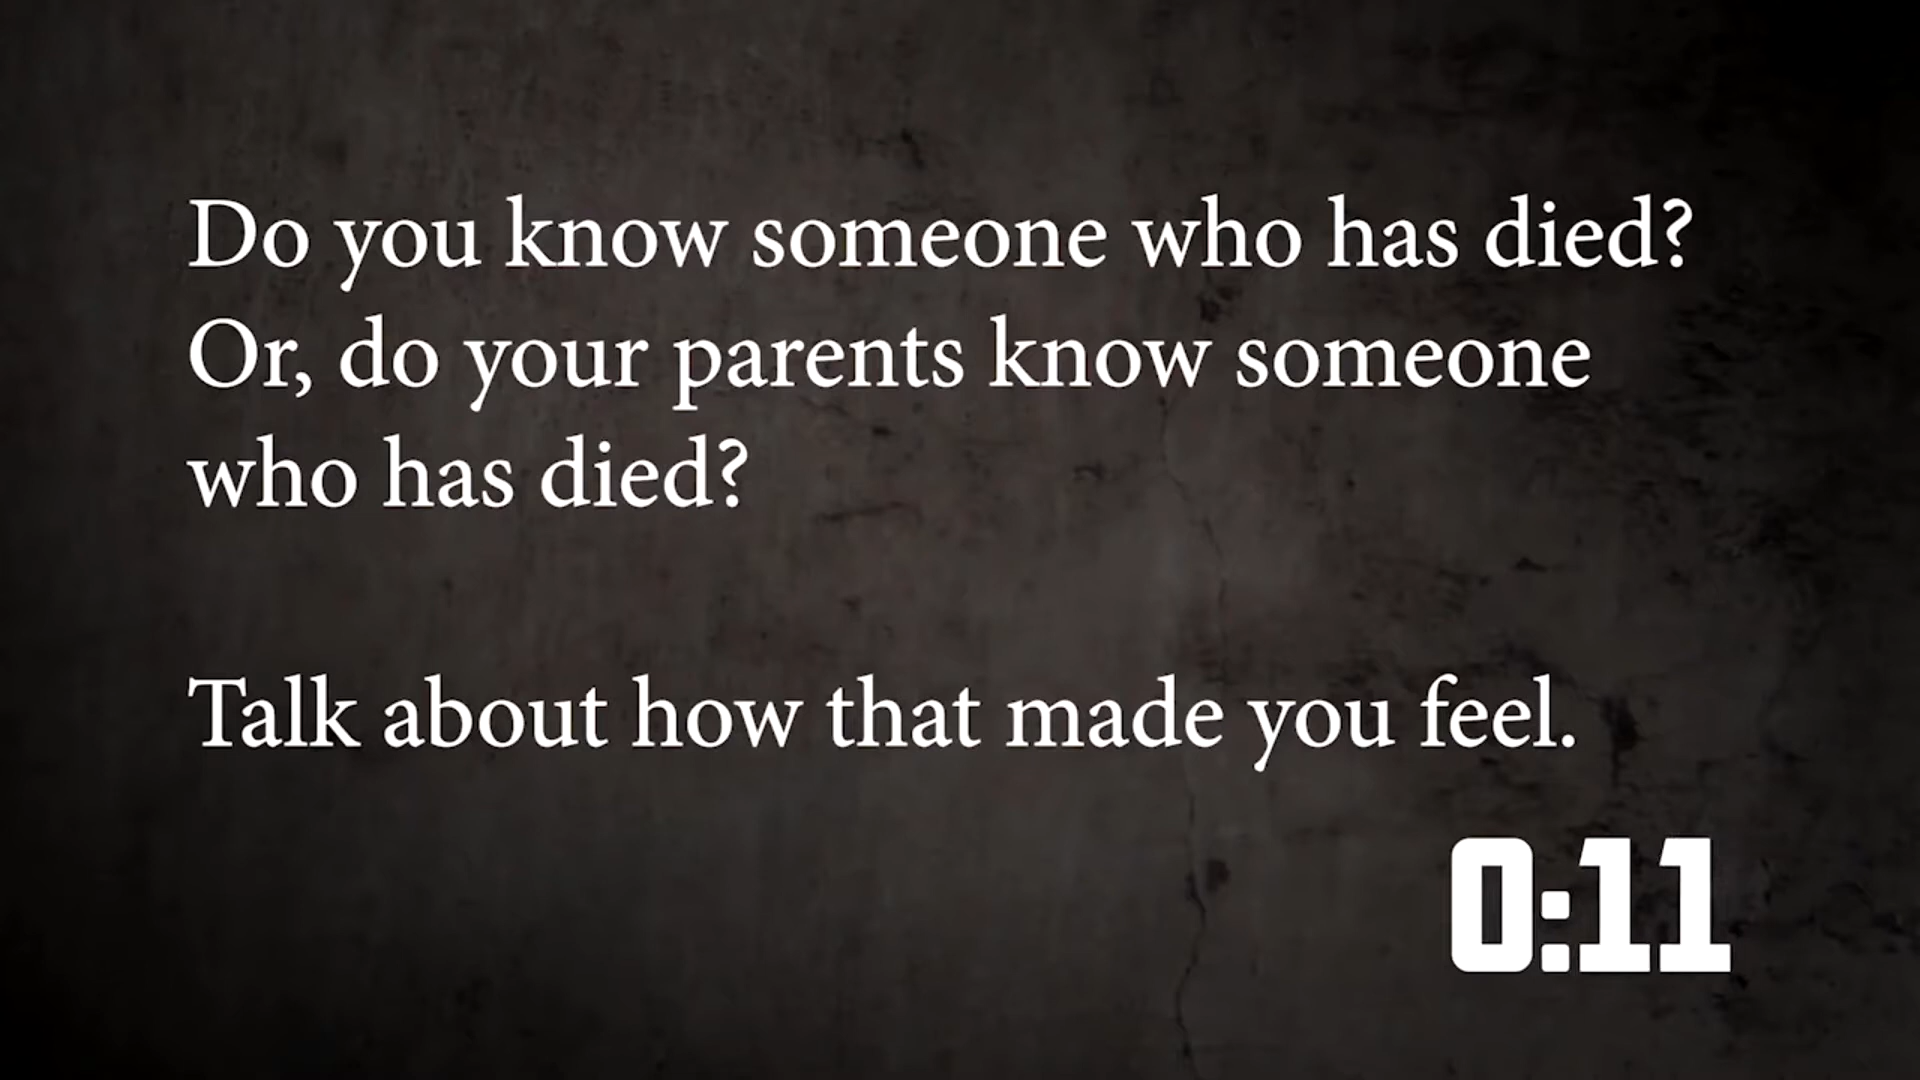 Do you know someone who has died?
Or, do your parents know someone
who has died?
Talk about how that made you feel.
0:11